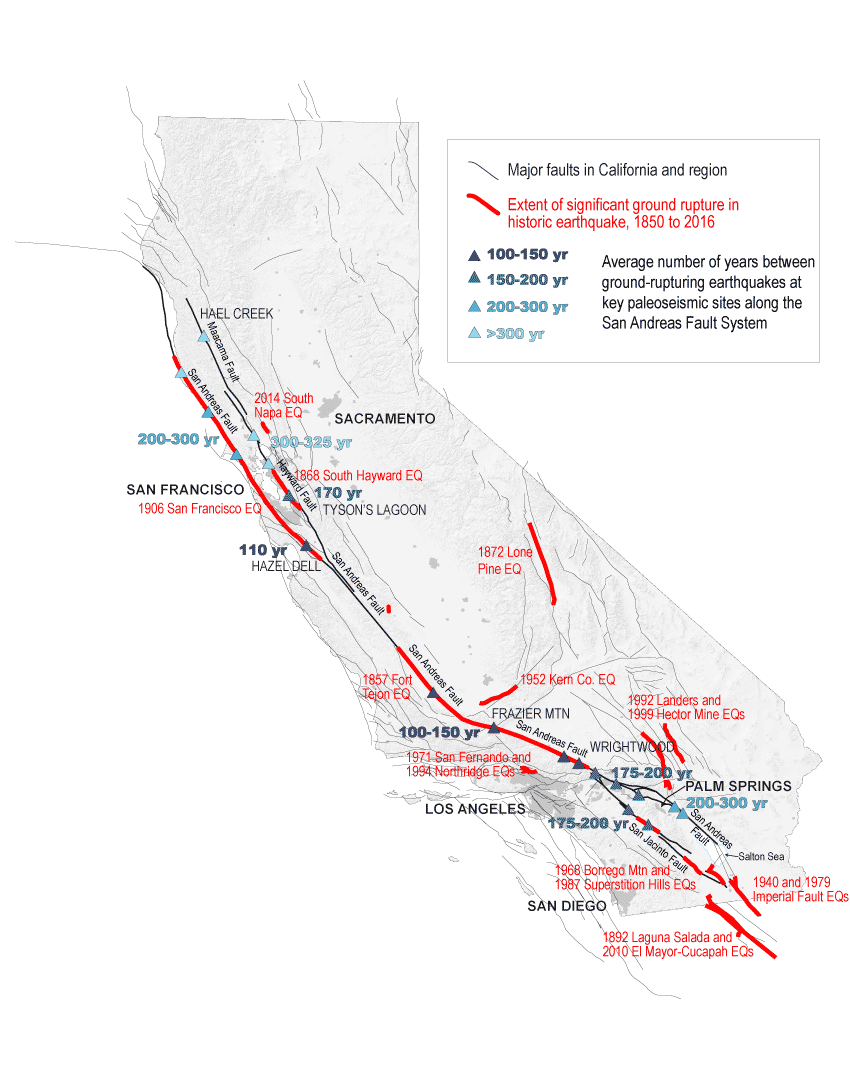 Major faults in California and region
Extent of significant ground rupture in
historic earthquake, 1850 to 2016
100-150 yr
150-200 yr
200-300 yr
>300 yr
Average number of years between
ground-rupturing earthquakes at
key paleoseismic sites along the
San Andreas Fault System
HAEL CREEK
Maacama Fault
San Andreas Fault
2014 South
Napa EQ
SACRAMENTO
200-300 yr
300-325 yr
Hayward Fault
1868 South Hayward EQ
SAN FRANCISCO
170 yr
1906 San Francisco EQ
TYSON'S LAGOON
110 yr
HAZEL DELL
San Andreas Fault
1872 Lone
Pine EQ
San Andreas Fault
1857 Fort
Tejon EQ
1952 Kern Co. EQ
1992 Landers and
1999 Hector Mine EQs
FRAZIER MTN
100-150 yr
San Andreas Fault
WRIGHTWOOD
1971 San Fernando and
1994 Northridge EQs
175-200 yr
PALM SPRINGS
200-300 yr
LOS ANGELES
175-200 yr
San Andreas
Fault
San Jacinto Fault
Salton Sea
1968 Borrego Mtn and
1987 Superstition Hills EQs
1940 and 1979
Imperial Fault EQs
SAN DIEGO
1892 Laguna Salada and
2010 El Mayor-Cucapah EQs